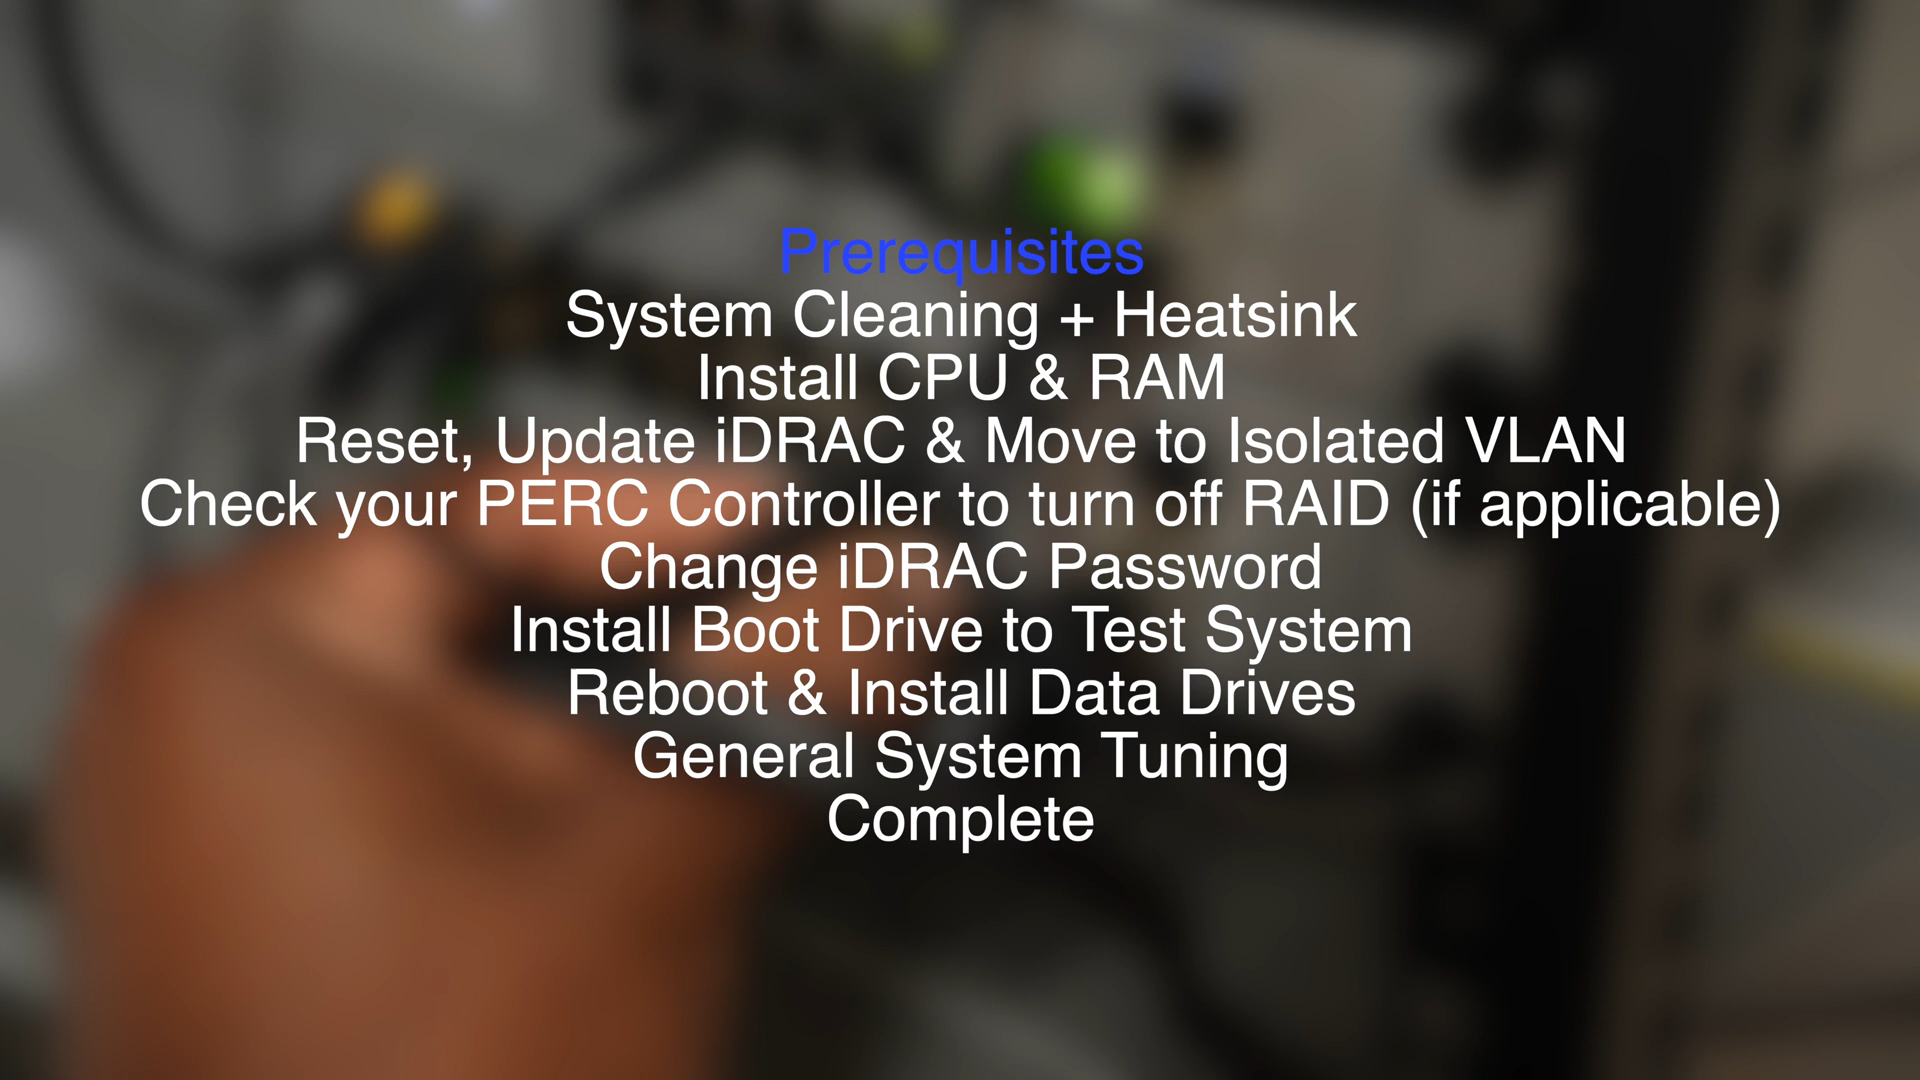 Prerequisites
System Cleaning + Heatsink
Install CPU & RAM
Reset, Update iDRAC & Move to Isolated VLAN
Check your PERC Controller to turn off RAID (if applicable)
Change iDRAC Password
Install Boot Drive to Test System
Reboot & Install Data Drives
General System Tuning
Complete